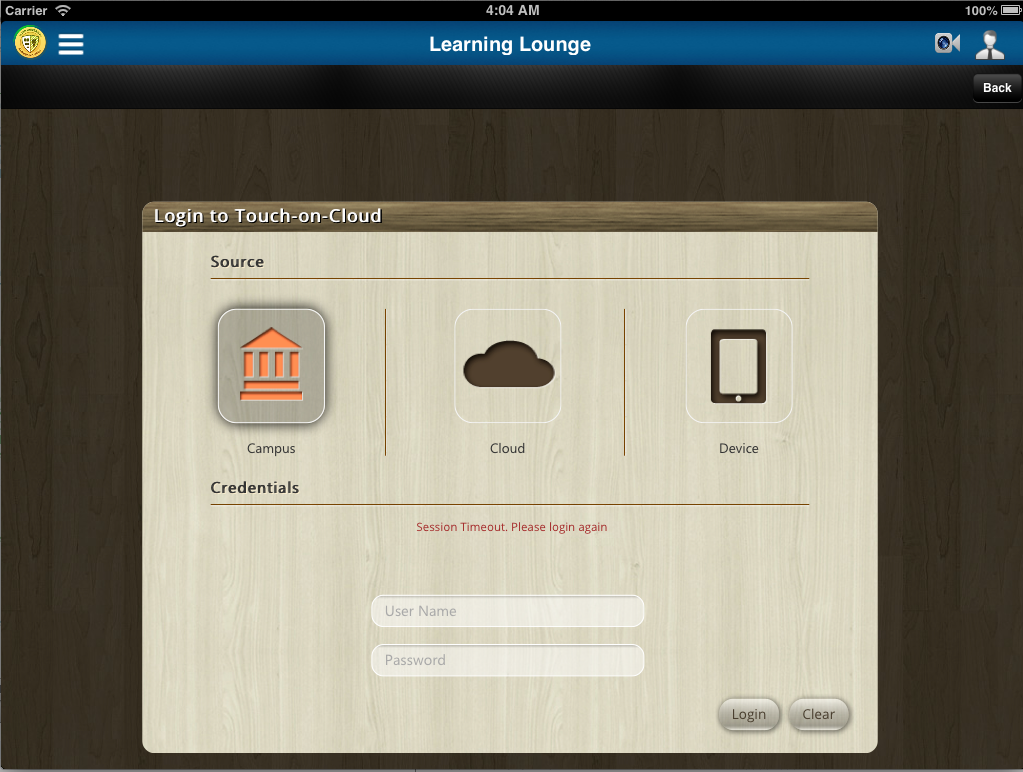 Carrier 4:04 AM 100%
Learning Lounge
Back
Login to Touch-on-Cloud
Source
Campus Cloud Device
Credentials
Session Timeout. Please login again
User Name
Password
Login Clear